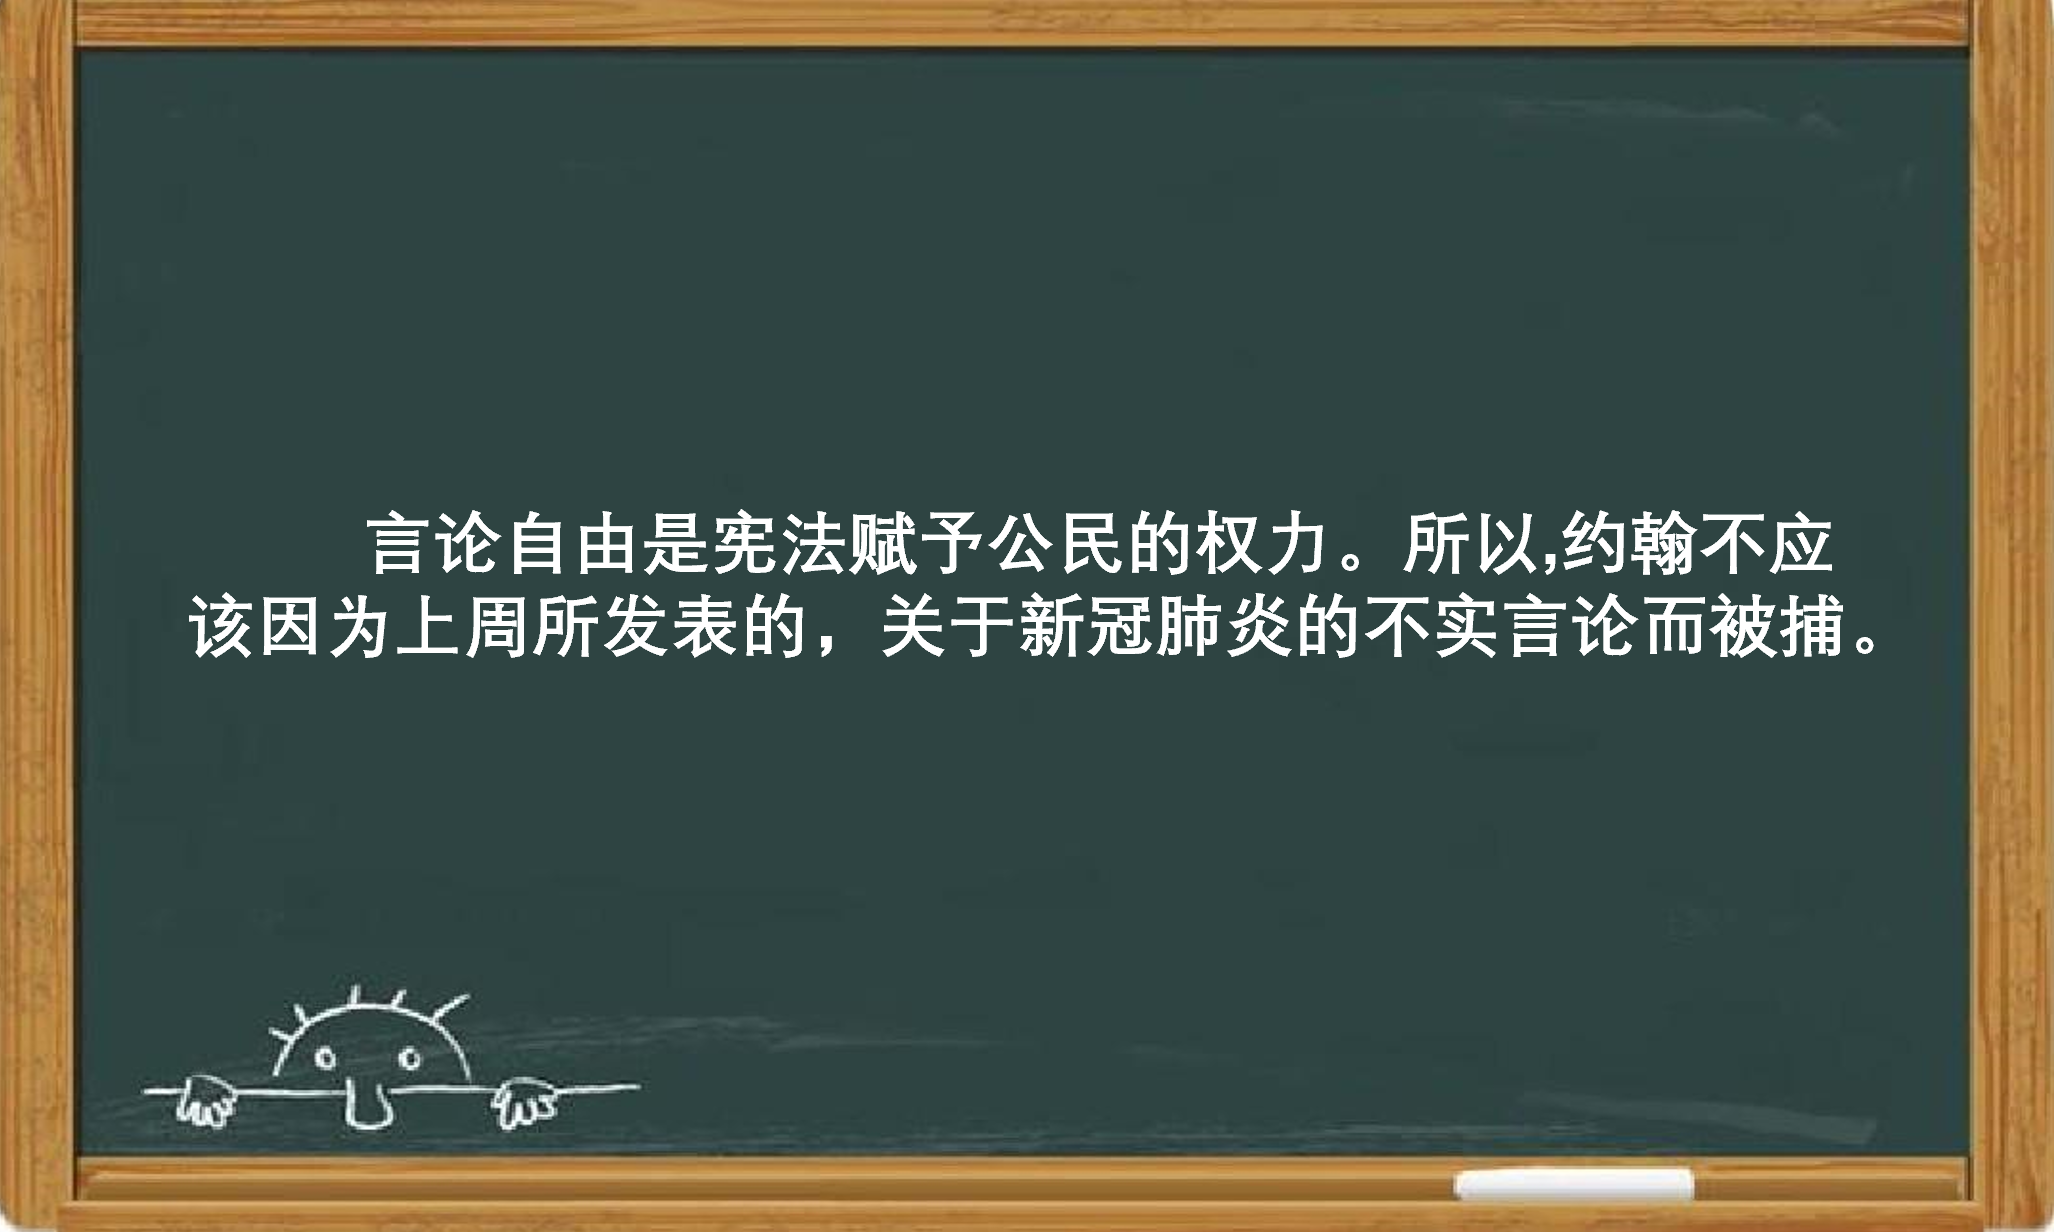 言论自由是宪法赋予公民的权力。所以,约翰不应
该因为上周所发表的，关于新冠肺炎的不实言论而被捕。